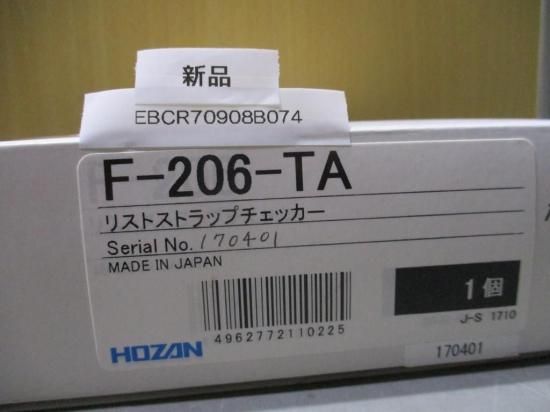 新品
EBCR70908B074
F-206-TA
リストストラップチェッカー
Serial No. 170401
MADE IN JAPAN
1個
4962772110225
J-S 1710
HOZAN
170401